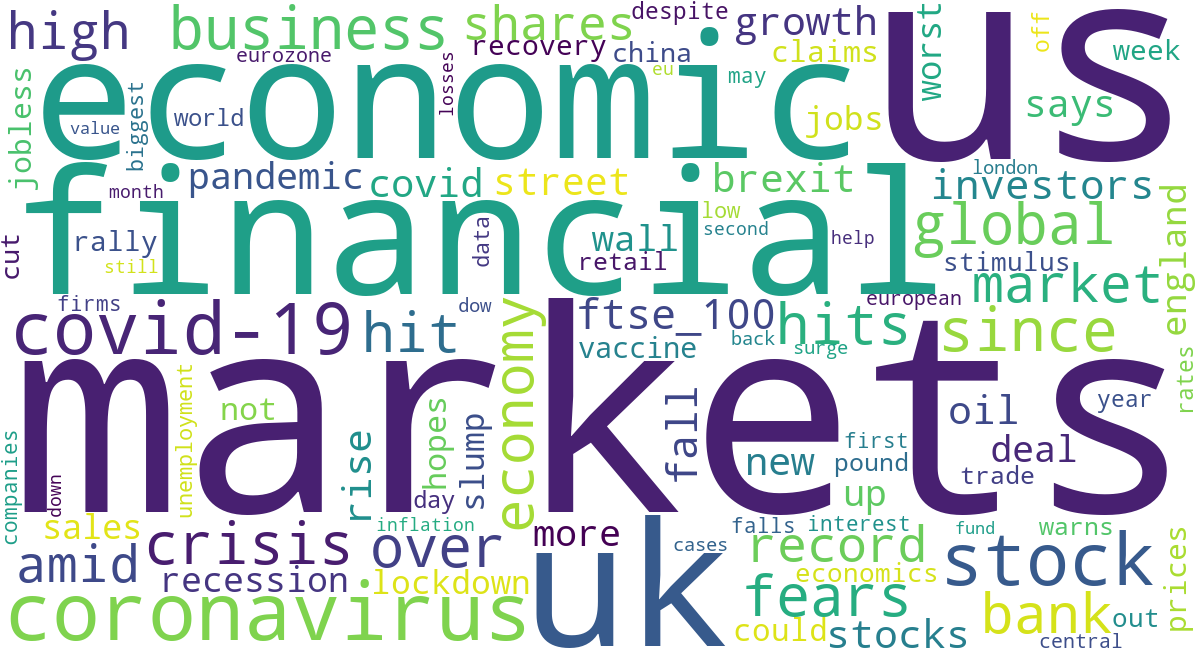 high
business
shares
despite
growth
us
off
week
eurozone
recovery
china
claims
worst
losses
eu
may
economic
jobless
value
biggest
world
jobs
says
month
pandemic
covid
street
brexit
london
investors
england
financial
cut
rally
still
data
wall
retail
low
second
help
global
stimulus
market
european
firms
dow
covid-19
hit
economy
ftse_100
vaccine
back
hits
surge
since
rates
markets
companies
down
unemployment
not
rise
hopes
day
slump
fall
new
first
pound
up
oil
deal
trade
year
sales
inflation
more
falls
interest
fund
warns
prices
amid
crisis
over
cases
record
economics
stock
recession
lockdown
uk
fears
bank
out
coronavirus
could
stocks
central